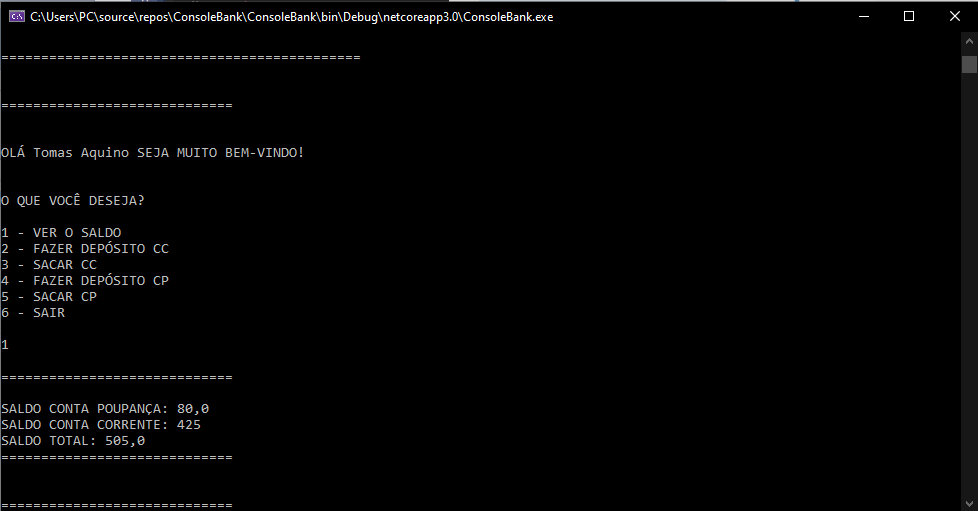 C:\Users\PC\source\repos\ConsoleBank\ConsoleBank\bin\Debug\netcoreapp3.0\ConsoleBank.exe
=============================================
=============================
OLÁ Tomas Aquino SEJA MUITO BEM-VINDO!
O QUE VOCÊ DESEJA?
1 - VER O SALDO
2 - FAZER DEPÓSITO CC
3 - SACAR CC
4 - FAZER DEPÓSITO CP
5 - SACAR CP
6 - SAIR
1
=============================
SALDO CONTA POUPANÇA: 80,0
SALDO CONTA CORRENTE: 425
SALDO TOTAL: 505,0
=============================
=============================